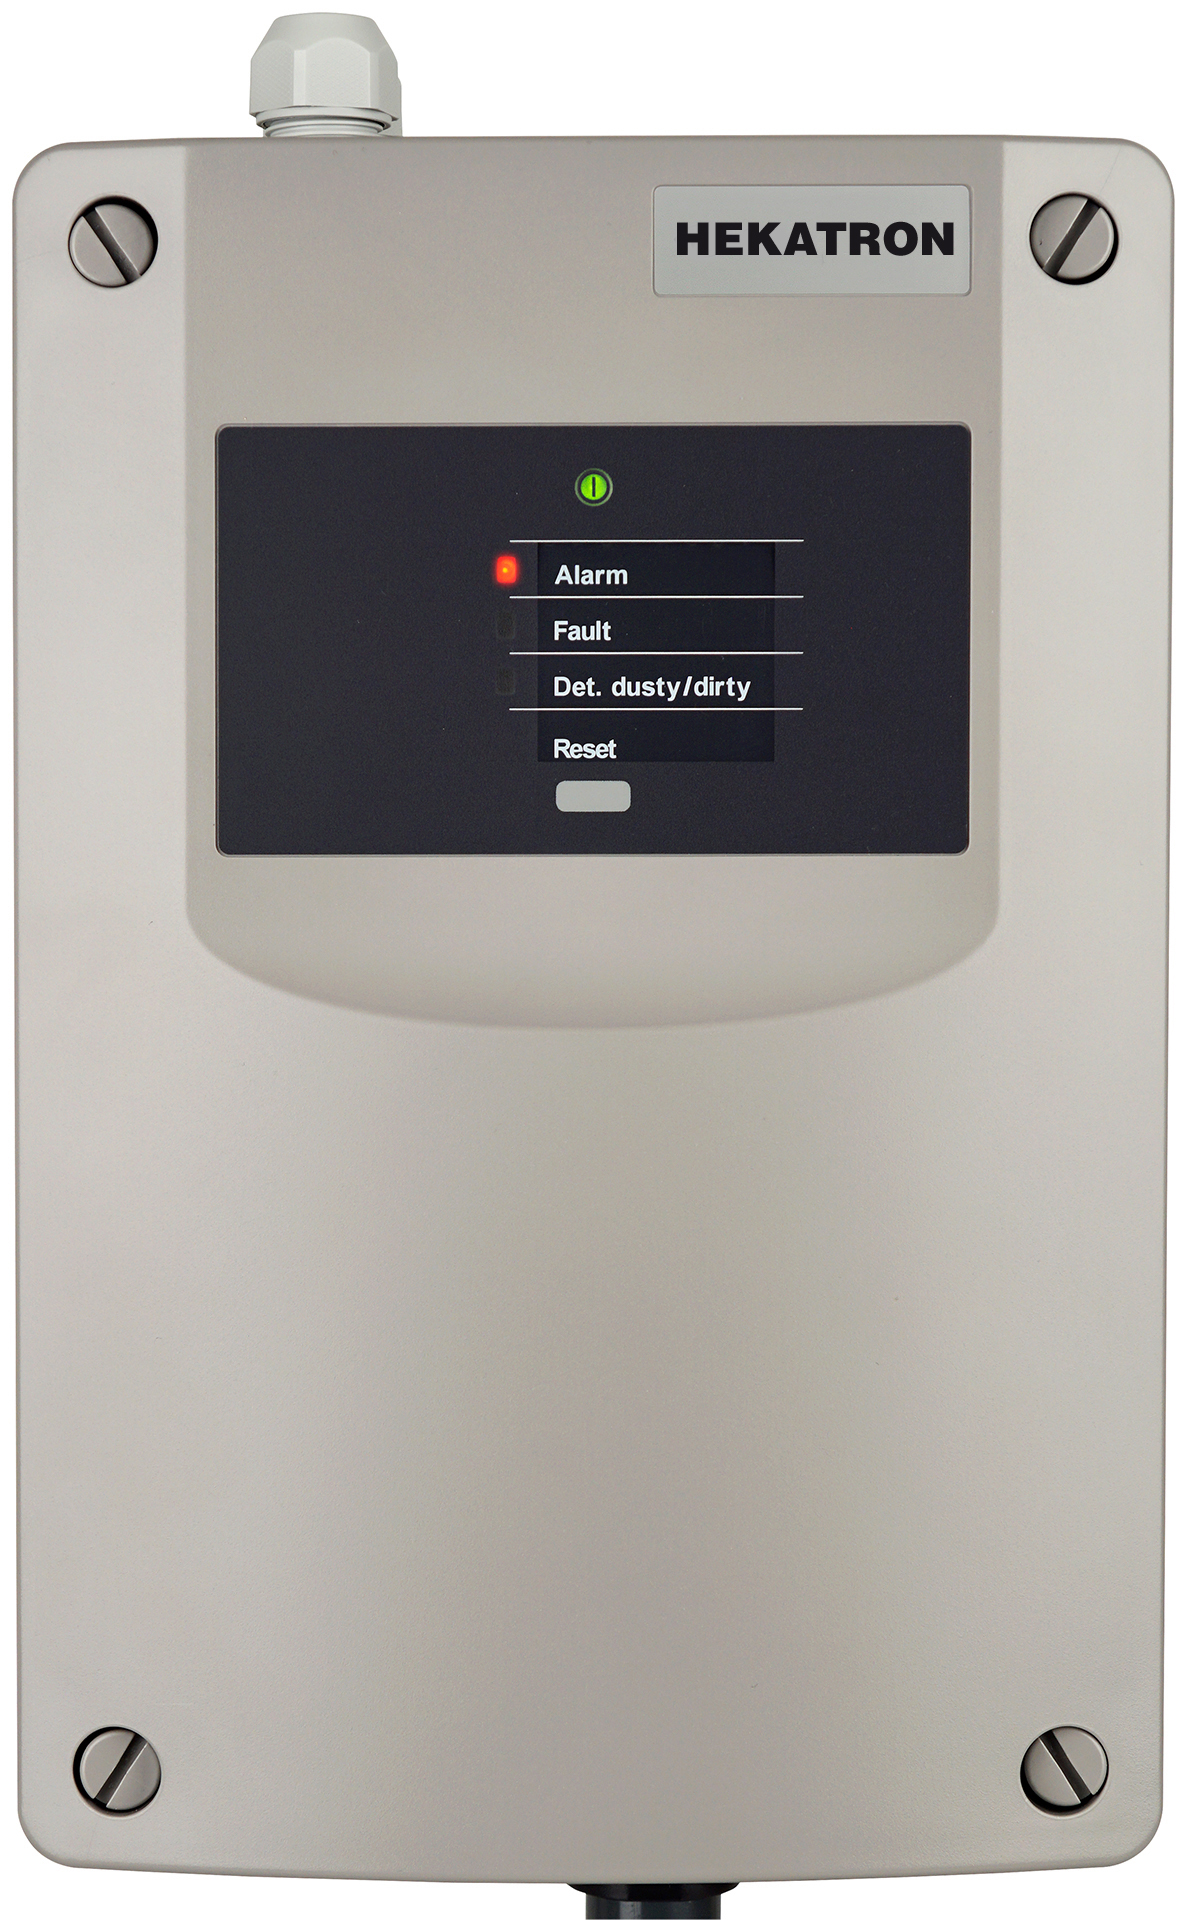 HEKATRON
Alarm
Fault
Det. dusty/dirty
Reset